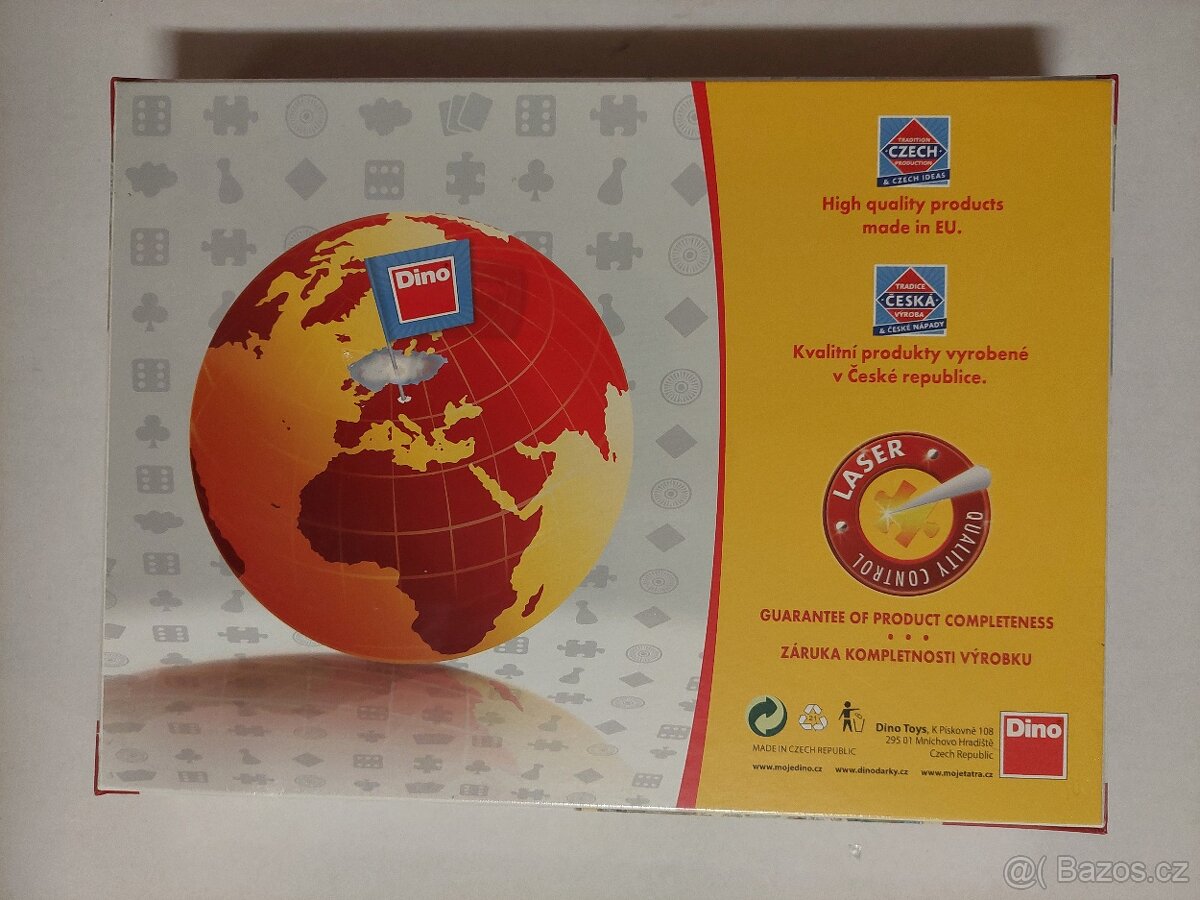 Dino
TRADITION
CZECH
PRODUCTION
& CZECH IDEAS
High quality products
made in EU.
TRADICE
ČESKÁ
VÝROBA
& ČESKÉ NÁPADY
Kvalitní produkty vyrobené
v České republice.
LASER
QUALITY CONTROL
GUARANTEE OF PRODUCT COMPLETENESS
• • •
ZÁRUKA KOMPLETNOSTI VÝROBKU
Dino Toys, K Pískovně 108
295 01 Mnichovo Hradiště
Czech Republic
Dino
MADE IN CZECH REPUBLIC
www.mojedino.cz www.dinodarky.cz www.mojetatra.cz
@( Bazos.cz